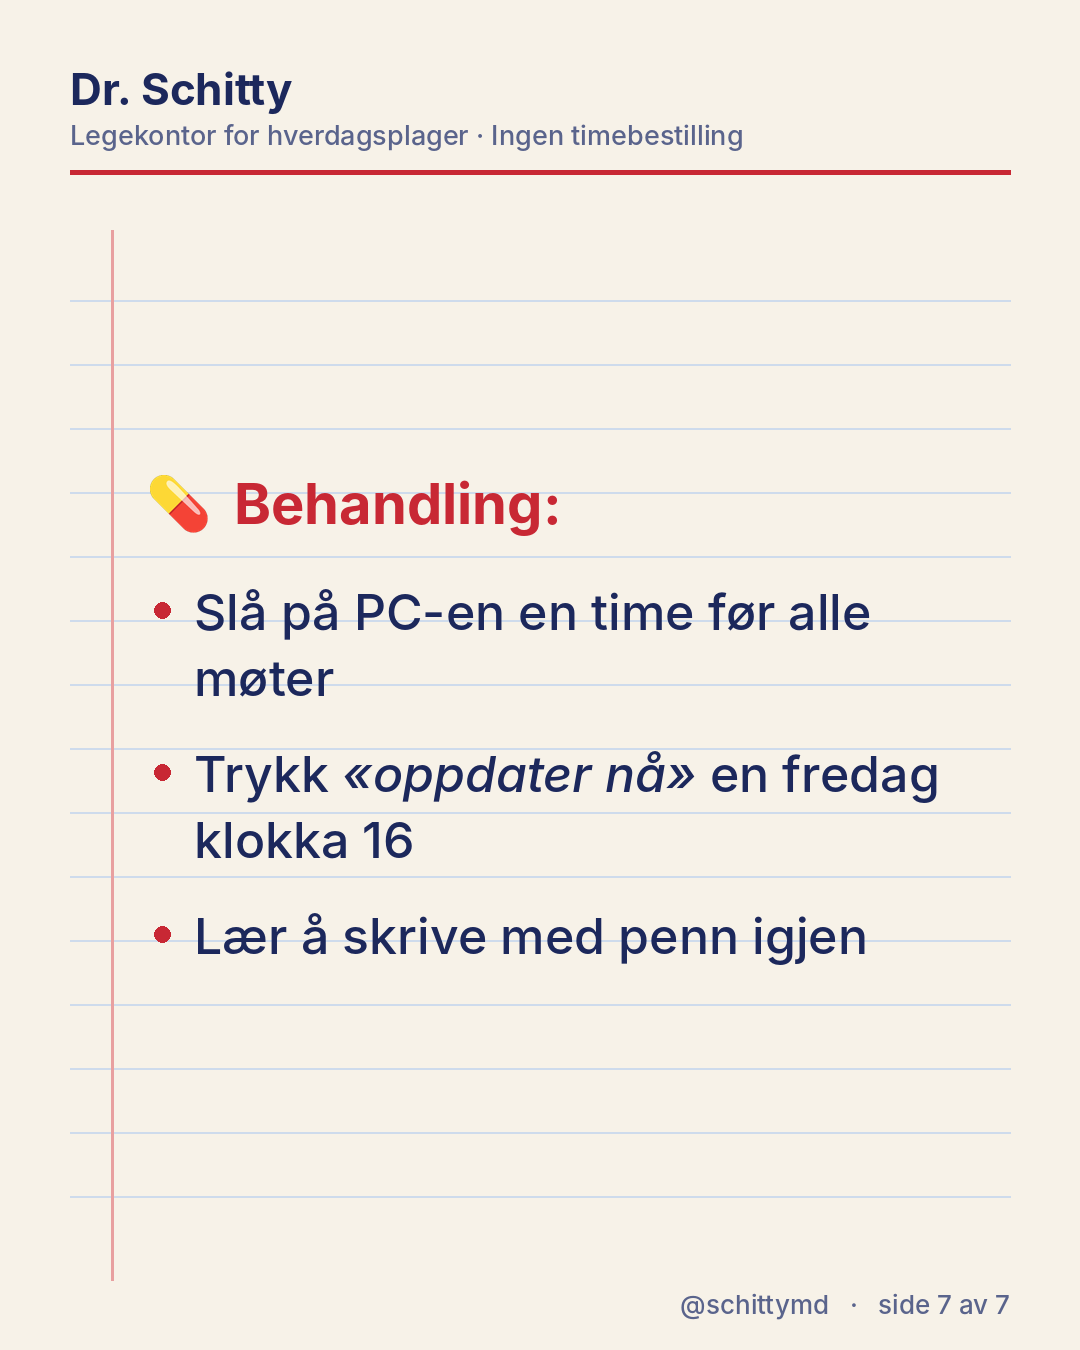 Dr. Schitty
Legekontor for hverdagsplager · Ingen timebestilling
💊 Behandling:
• Slå på PC-en en time før alle
møter
• Trykk «oppdater nå» en fredag
klokka 16
• Lær å skrive med penn igjen
@schittymd · side 7 av 7